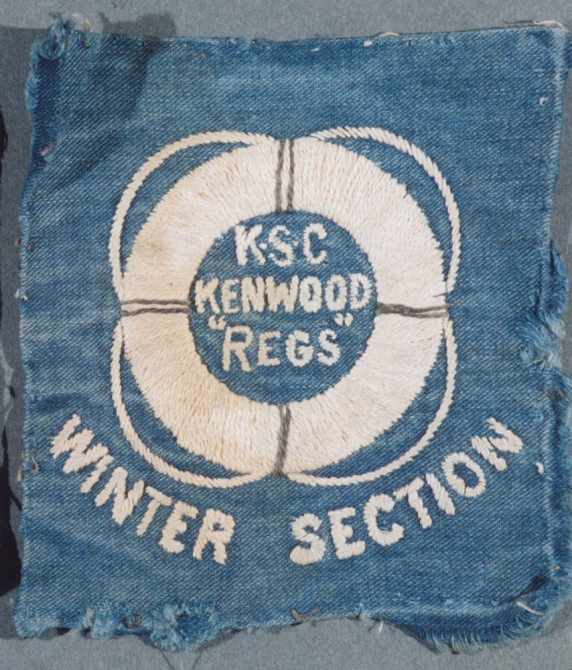 K·S·C
KENWOOD
"REGS"
WINTER SECTION